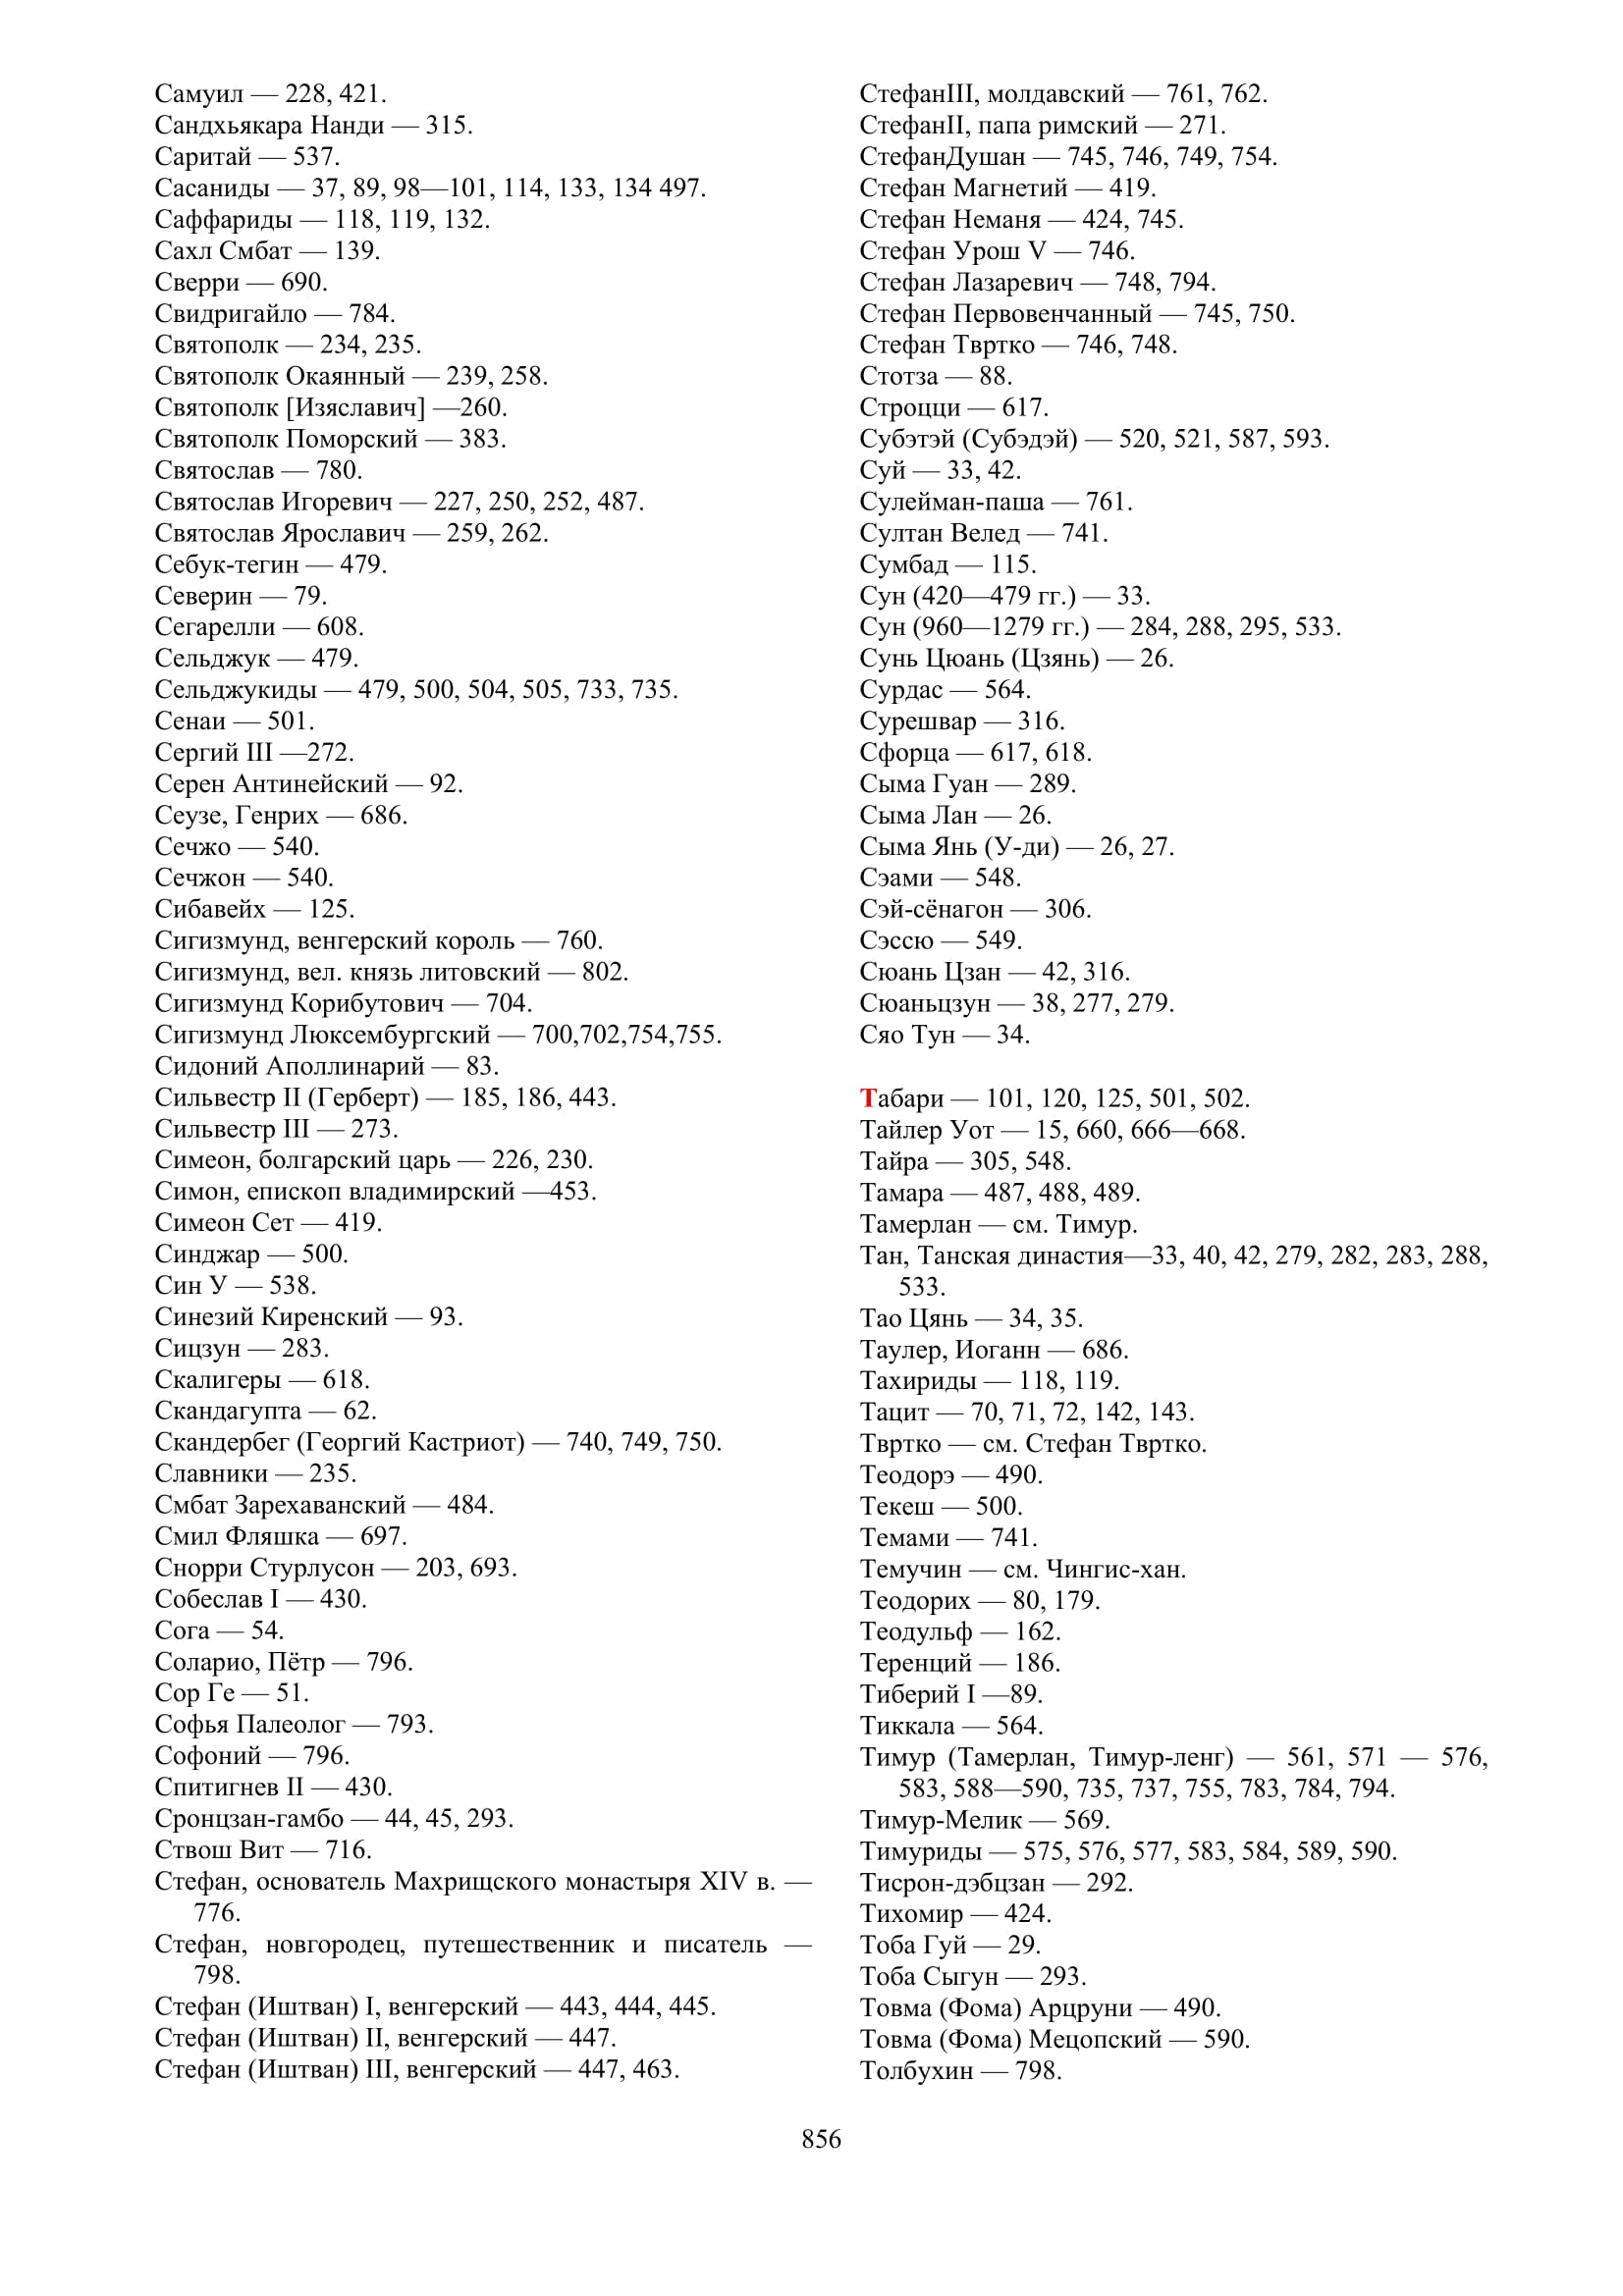 Самуил — 228, 421.
Сандхьякара Нанди — 315.
Саритай — 537.
Сасаниды — 37, 89, 98—101, 114, 133, 134 497.
Саффариды — 118, 119, 132.
Сахл Смбат — 139.
Сверри — 690.
Свидригайло — 784.
Святополк — 234, 235.
Святополк Окаянный — 239, 258.
Святополк [Изяславич] —260.
Святополк Поморский — 383.
Святослав — 780.
Святослав Игоревич — 227, 250, 252, 487.
Святослав Ярославич — 259, 262.
Себук-тегин — 479.
Северин — 79.
Сегарелли — 608.
Сельджук — 479.
Сельджукиды — 479, 500, 504, 505, 733, 735.
Сенаи — 501.
Сергий III —272.
Серен Антинейский — 92.
Сеузе, Генрих — 686.
Сечжо — 540.
Сечжон — 540.
Сибавейх — 125.
Сигизмунд, венгерский король — 760.
Сигизмунд, вел. князь литовский — 802.
Сигизмунд Корибутович — 704.
Сигизмунд Люксембургский — 700,702,754,755.
Сидоний Аполлинарий — 83.
Сильвестр II (Герберт) — 185, 186, 443.
Сильвестр III — 273.
Симеон, болгарский царь — 226, 230.
Симон, епископ владимирский —453.
Симеон Сет — 419.
Синджар — 500.
Син У — 538.
Синезий Киренский — 93.
Сицзун — 283.
Скалигеры — 618.
Скандагупта — 62.
Скандербег (Георгий Кастриот) — 740, 749, 750.
Славники — 235.
Смбат Зарехаванский — 484.
Смил Фляшка — 697.
Снорри Стурлусон — 203, 693.
Собеслав I — 430.
Сога — 54.
Соларио, Пётр — 796.
Сор Ге — 51.
Софья Палеолог — 793.
Софоний — 796.
Спитигнев II — 430.
Сронцзан-гамбо — 44, 45, 293.
Ствош Вит — 716.
Стефан, основатель Махрищского монастыря XIV в. —
776.
Стефан, новгородец, путешественник и писатель —
798.
Стефан (Иштван) I, венгерский — 443, 444, 445.
Стефан (Иштван) II, венгерский — 447.
Стефан (Иштван) III, венгерский — 447, 463.
СтефанIII, молдавский — 761, 762.
СтефанII, папа римский — 271.
СтефанДушан — 745, 746, 749, 754.
Стефан Магнетий — 419.
Стефан Неманя — 424, 745.
Стефан Урош V — 746.
Стефан Лазаревич — 748, 794.
Стефан Первовенчанный — 745, 750.
Стефан Твртко — 746, 748.
Стотза — 88.
Строцци — 617.
Субэтэй (Субэдэй) — 520, 521, 587, 593.
Суй — 33, 42.
Сулейман-паша — 761.
Султан Велед — 741.
Сумбад — 115.
Сун (420—479 гг.) — 33.
Сун (960—1279 гг.) — 284, 288, 295, 533.
Сунь Цюань (Цзянь) — 26.
Сурдас — 564.
Сурешвар — 316.
Сфорца — 617, 618.
Сыма Гуан — 289.
Сыма Лан — 26.
Сыма Янь (У-ди) — 26, 27.
Сэами — 548.
Сэй-сёнагон — 306.
Сэссю — 549.
Сюань Цзан — 42, 316.
Сюаньцзун — 38, 277, 279.
Сяо Тун — 34.
Табари — 101, 120, 125, 501, 502.
Тайлер Уот — 15, 660, 666—668.
Тайра — 305, 548.
Тамара — 487, 488, 489.
Тамерлан — см. Тимур.
Тан, Танская династия—33, 40, 42, 279, 282, 283, 288,
533.
Тао Цянь — 34, 35.
Таулер, Иоганн — 686.
Тахириды — 118, 119.
Тацит — 70, 71, 72, 142, 143.
Твртко — см. Стефан Твртко.
Теодорэ — 490.
Текеш — 500.
Темами — 741.
Темучин — см. Чингис-хан.
Теодорих — 80, 179.
Теодульф — 162.
Теренций — 186.
Тиберий I —89.
Тиккала — 564.
Тимур (Тамерлан, Тимур-ленг) — 561, 571 — 576,
583, 588—590, 735, 737, 755, 783, 784, 794.
Тимур-Мелик — 569.
Тимуриды — 575, 576, 577, 583, 584, 589, 590.
Тисрон-дэбцзан — 292.
Тихомир — 424.
Тоба Гуй — 29.
Тоба Сыгун — 293.
Товма (Фома) Арцруни — 490.
Товма (Фома) Мецопский — 590.
Толбухин — 798.
856